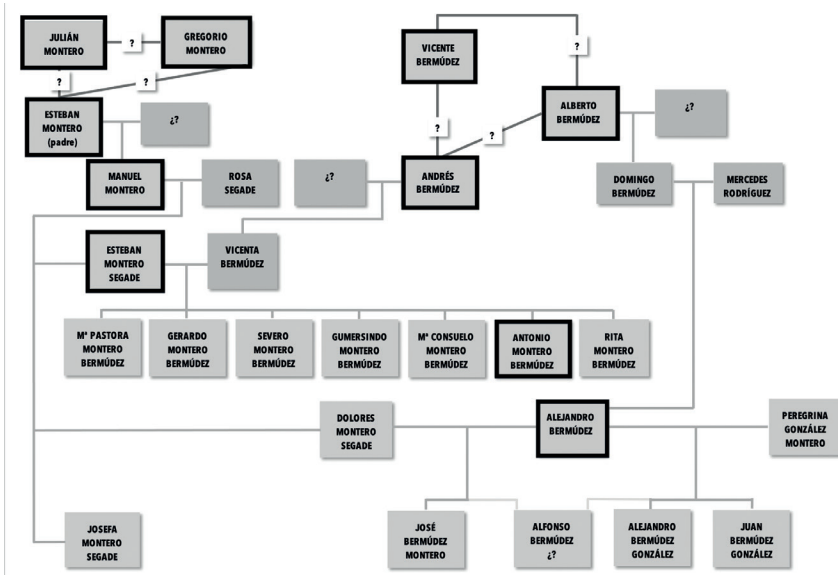 JULIÁN
MONTERO
?
GREGORIO
MONTERO
VICENTE
BERMÚDEZ
?
?
?
ESTEBAN
MONTERO
(padre)
¿?
?
?
ALBERTO
BERMÚDEZ
¿?
MANUEL
MONTERO
ROSA
SEGADE
¿?
ANDRÉS
BERMÚDEZ
DOMINGO
BERMÚDEZ
MERCEDES
RODRÍGUEZ
ESTEBAN
MONTERO
SEGADE
VICENTA
BERMÚDEZ
Mª PASTORA
MONTERO
BERMÚDEZ
GERARDO
MONTERO
BERMÚDEZ
SEVERO
MONTERO
BERMÚDEZ
GUMERSINDO
MONTERO
BERMÚDEZ
Mª CONSUELO
MONTERO
BERMÚDEZ
ANTONIO
MONTERO
BERMÚDEZ
RITA
MONTERO
BERMÚDEZ
DOLORES
MONTERO
SEGADE
ALEJANDRO
BERMÚDEZ
PEREGRINA
GONZÁLEZ
MONTERO
JOSEFA
MONTERO
SEGADE
JOSÉ
BERMÚDEZ
MONTERO
ALFONSO
BERMÚDEZ
¿?
ALEJANDRO
BERMÚDEZ
GONZÁLEZ
JUAN
BERMÚDEZ
GONZÁLEZ